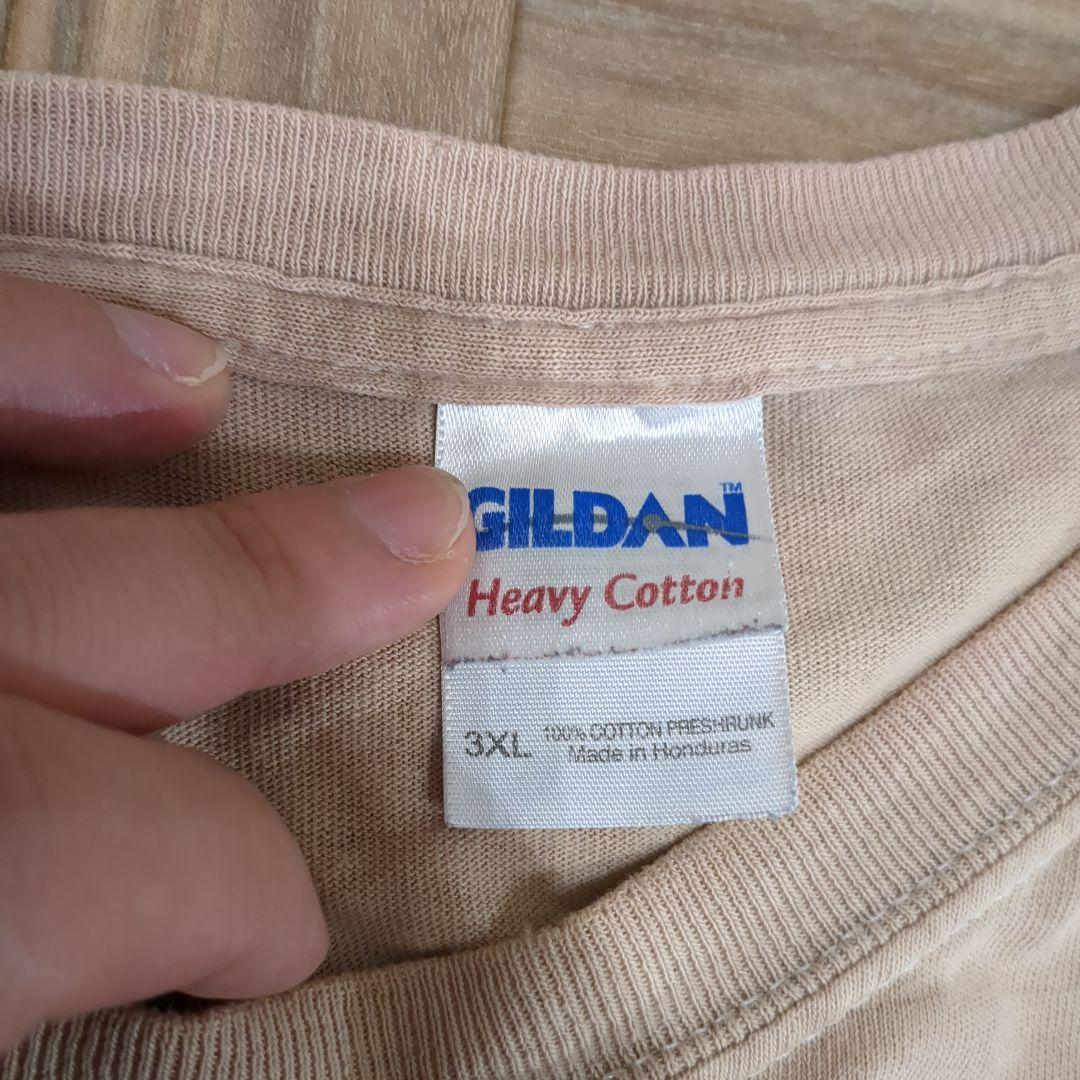 GILDAN™
Heavy Cotton
3XL 100% COTTON PRESHRUNK
Made in Honduras